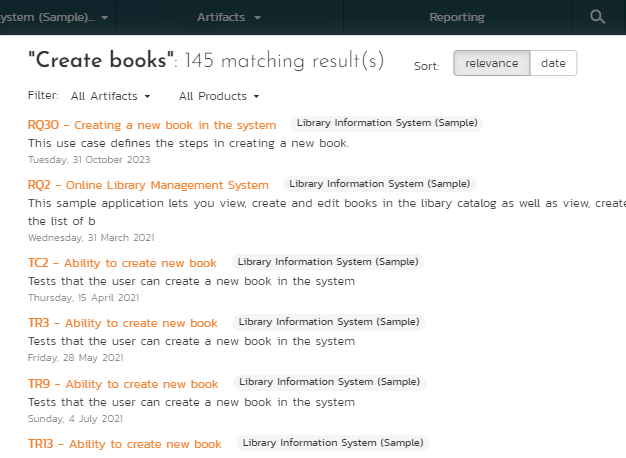 ystem (Sample)... Artifacts Reporting
"Create books": 145 matching result(s) Sort: relevance date
Filter: All Artifacts All Products
RQ30 - Creating a new book in the system Library Information System (Sample)
This use case defines the steps in creating a new book.
Tuesday, 31 October 2023
RQ2 - Online Library Management System Library Information System (Sample)
This sample application lets you view, create and edit books in the libary catalog as well as view, create
the list of b
Wednesday, 31 March 2021
TC2 - Ability to create new book Library Information System (Sample)
Tests that the user can create a new book in the system
Thursday, 15 April 2021
TR3 - Ability to create new book Library Information System (Sample)
Tests that the user can create a new book in the system
Friday, 28 May 2021
TR9 - Ability to create new book Library Information System (Sample)
Tests that the user can create a new book in the system
Sunday, 4 July 2021
TR13 - Ability to create new book Library Information System (Sample)